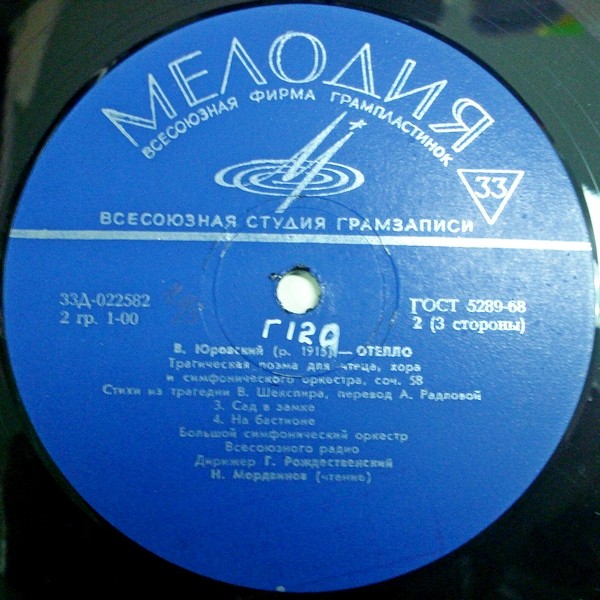 МЕЛОДИЯ
ВСЕСОЮЗНАЯ ФИРМА ГРАМПЛАСТИНОК
33
ВСЕСОЮЗНАЯ СТУДИЯ ГРАМЗАПИСИ
33Д-022582
2 гр. 1-00
ГОСТ 5289-68
2 (3 стороны)
Г12а
В. Юровский (р. 1915) — ОТЕЛЛО
Трагическая поэма для чтеца, хора
и симфонического оркестра, соч. 58
Стихи из трагедии В. Шекспира, перевод А. Радловой
3. Сад в замке
4. На бастионе
Большой симфонический оркестр
Всесоюзного радио
Дирижер Г. Рождественский
Н. Мордвинов (чтение)